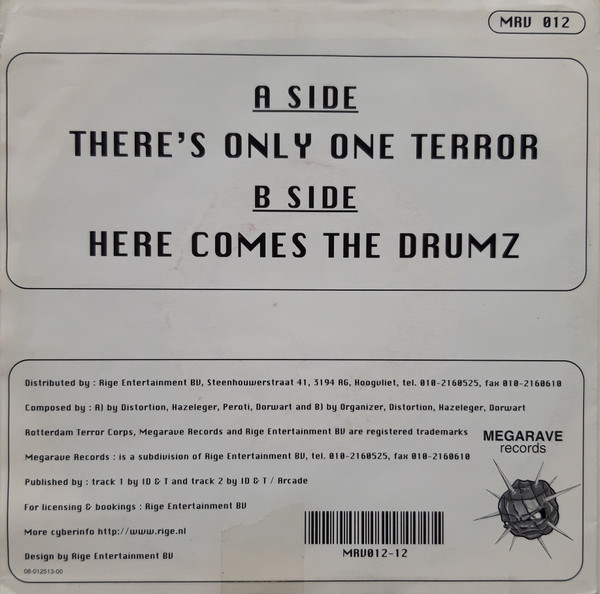 MRV 012
A SIDE
THERE'S ONLY ONE TERROR
B SIDE
HERE COMES THE DRUMZ
Distributed by : Rige Entertainment BV, Steenhouwerstraat 41, 3194 AG, Hoogvliet, tel. 010-2160525, fax 010-2160610
Composed by : A) by Distortion, Hazeleger, Peroti, Dorwart and B) by Organizer, Distortion, Hazeleger, Dorwart
Rotterdam Terror Corps, Megarave Records and Rige Entertainment BV are registered trademarks
Megarave Records : is a subdivision of Rige Entertainment BV, tel. 010-2160525, fax 010-2160610
Published by : track 1 by ID & T and track 2 by ID & T / Arcade
For licensing & bookings : Rige Entertainment BV
More cyberinfo http://www.rige.nl
Design by Rige Entertainment BV
08-012513-00
MEGARAVE
records
MRV012-12